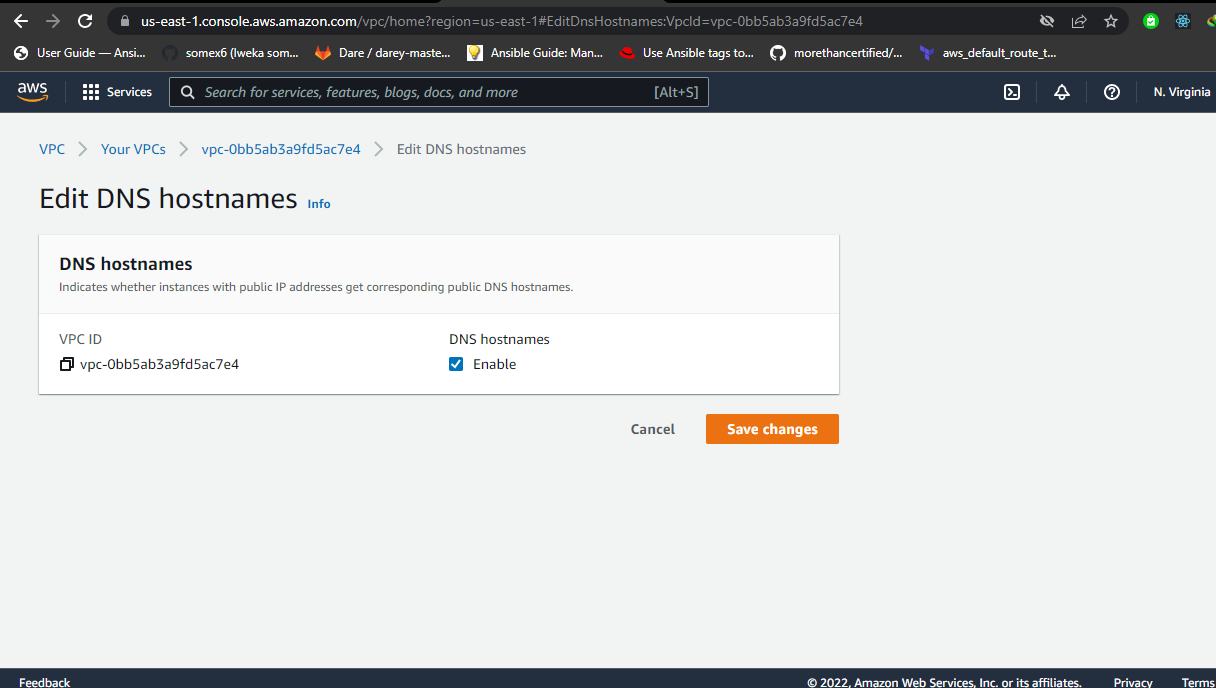 us-east-1.console.aws.amazon.com/vpc/home?region=us-east-1#EditDnsHostnames:VpcId=vpc-0bb5ab3a9fd5ac7e4
User Guide — Ansi... somex6 (Iweka som... Dare / darey-maste... Ansible Guide: Man... Use Ansible tags to... morethancertified/... aws_default_route_t...
aws Services Search for services, features, blogs, docs, and more [Alt+S] N. Virginia
VPC Your VPCs vpc-0bb5ab3a9fd5ac7e4 Edit DNS hostnames
Edit DNS hostnames Info
DNS hostnames
Indicates whether instances with public IP addresses get corresponding public DNS hostnames.
VPC ID DNS hostnames
vpc-0bb5ab3a9fd5ac7e4 Enable
Cancel Save changes
Feedback © 2022, Amazon Web Services, Inc. or its affiliates. Privacy Terms